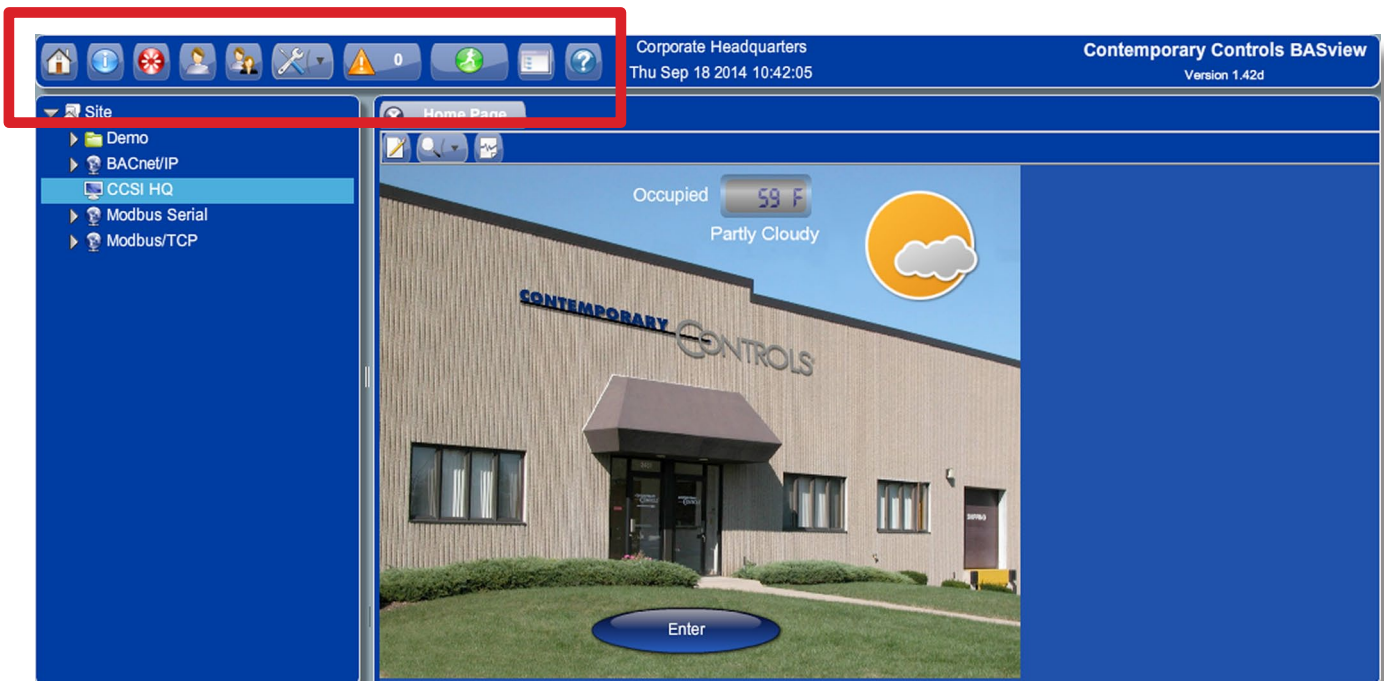 0
Corporate Headquarters
Thu Sep 18 2014 10:42:05
Contemporary Controls BASview
Version 1.42d
Site
Demo
BACnet/IP
CCSI HQ
Modbus Serial
Modbus/TCP
Home Page
Occupied
59 F
Partly Cloudy
CONTEMPORARY
CONTROLS
Enter